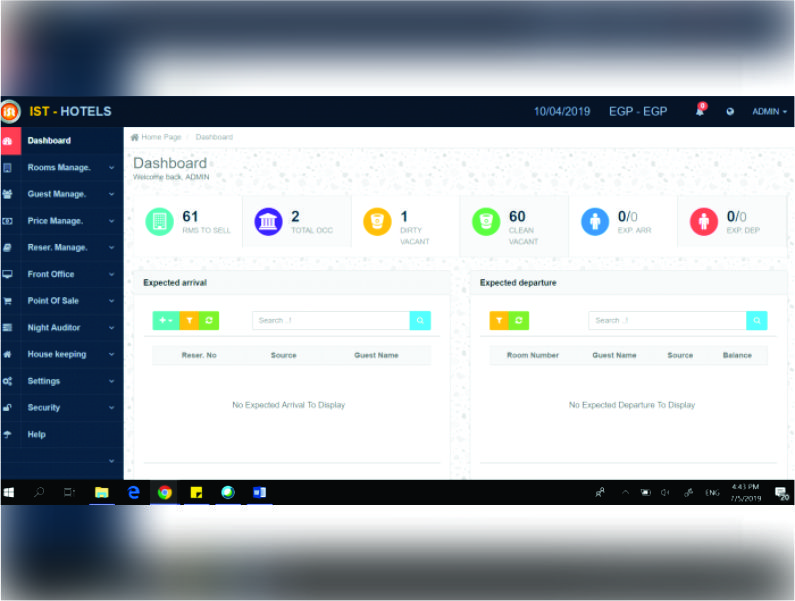 ist IST - HOTELS 10/04/2019 EGP - EGP 0 ADMIN
Dashboard
Rooms Manage.
Guest Manage.
Price Manage.
Reser. Manage.
Front Office
Point Of Sale
Night Auditor
House keeping
Settings
Security
Help
Home Page / Dashboard
Dashboard
Welcome back, ADMIN
61
RMS TO SELL
2
TOTAL OCC
1
DIRTY
VACANT
60
CLEAN
VACANT
0/0
EXP. ARR
0/0
EXP. DEP
Expected arrival
Search ..!
Reser. No Source Guest Name
No Expected Arrival To Display
Expected departure
Search ..!
Room Number Guest Name Source Balance
No Expected Departure To Display
ENG
4:43 PM
7/5/2019
20